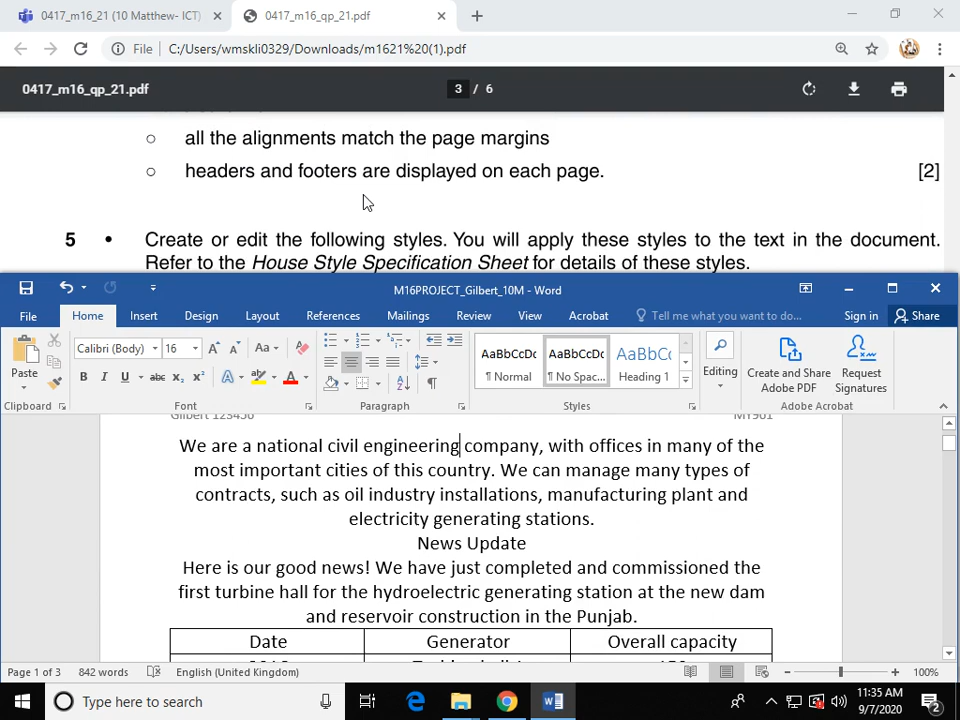 0417_m16_21 (10 Matthew- ICT)
0417_m16_qp_21.pdf
File C:/Users/wmskli0329/Downloads/m1621%20(1).pdf
0417_m16_qp_21.pdf 3 / 6
all the alignments match the page margins
headers and footers are displayed on each page. [2]
5 • Create or edit the following styles. You will apply these styles to the text in the document.
Refer to the House Style Specification Sheet for details of these styles.
M16PROJECT_Gilbert_10M - Word
File Home Insert Design Layout References Mailings Review View Acrobat Tell me what you want to do... Sign in Share
Paste
Calibri (Body) 16 Aa
B I U abc X₂ X² A A
AaBbCcDc AaBbCcDc AaBbCc
¶ Normal ¶ No Spac... Heading 1
Editing
Create and Share
Adobe PDF
Request
Signatures
Clipboard Font Paragraph Styles Adobe Acrobat
Gilbert 123456 MY961
We are a national civil engineering company, with offices in many of the
most important cities of this country. We can manage many types of
contracts, such as oil industry installations, manufacturing plant and
electricity generating stations.
News Update
Here is our good news! We have just completed and commissioned the
first turbine hall for the hydroelectric generating station at the new dam
and reservoir construction in the Punjab.
Date Generator Overall capacity
Page 1 of 3 842 words English (United Kingdom) 100%
Type here to search
11:35 AM
9/7/2020
2